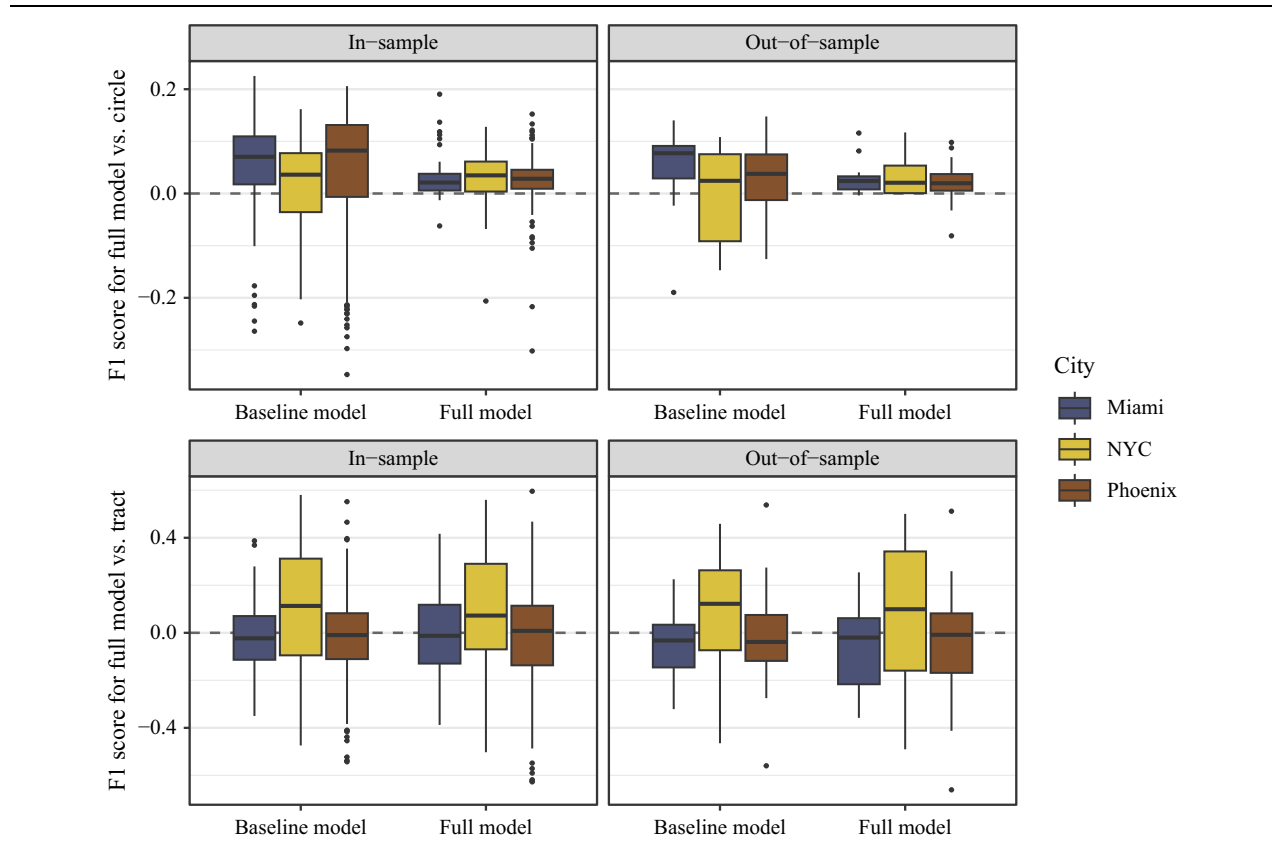 In−sample
Out−of−sample
F1 score for full model vs. circle
0.2
0.0
−0.2
Baseline model
Full model
Baseline model
Full model
City
Miami
NYC
Phoenix
In−sample
Out−of−sample
F1 score for full model vs. tract
0.4
0.0
−0.4
Baseline model
Full model
Baseline model
Full model